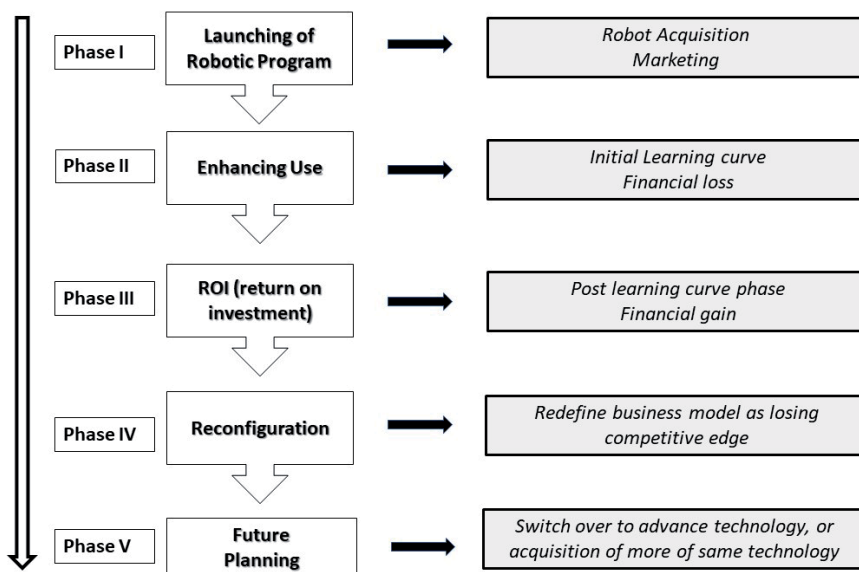 Phase I
Launching of
Robotic Program
Robot Acquisition
Marketing
Phase II
Enhancing Use
Initial Learning curve
Financial loss
Phase III
ROI (return on
investment)
Post learning curve phase
Financial gain
Phase IV
Reconfiguration
Redefine business model as losing
competitive edge
Phase V
Future
Planning
Switch over to advance technology, or
acquisition of more of same technology